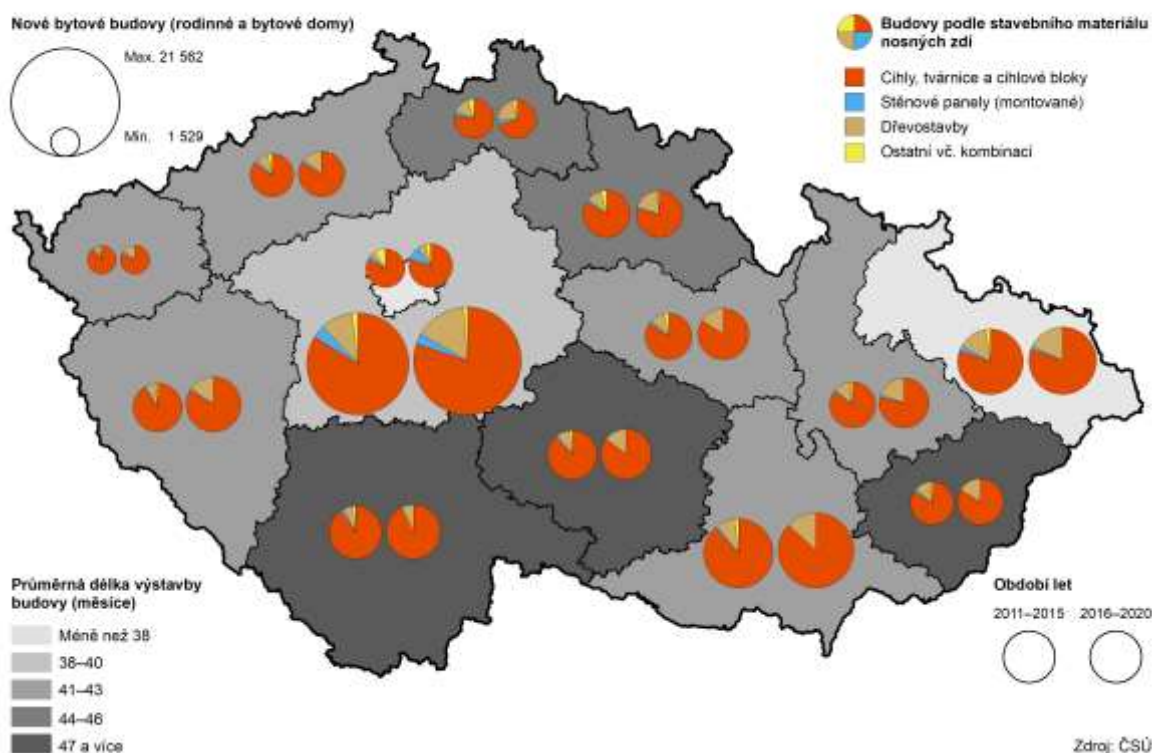 Nové bytové budovy (rodinné a bytové domy)
Max. 21 562
Min. 1 529
Budovy podle stavebního materiálu
nosných zdí
Cihly, tvárnice a cihlové bloky
Stěnové panely (montované)
Dřevostavby
Ostatní vč. kombinací
Průměrná délka výstavby
budovy (měsíce)
Méně než 38
38–40
41–43
44–46
47 a více
Období let
2011–2015 2016–2020
Zdroj: ČSÚ